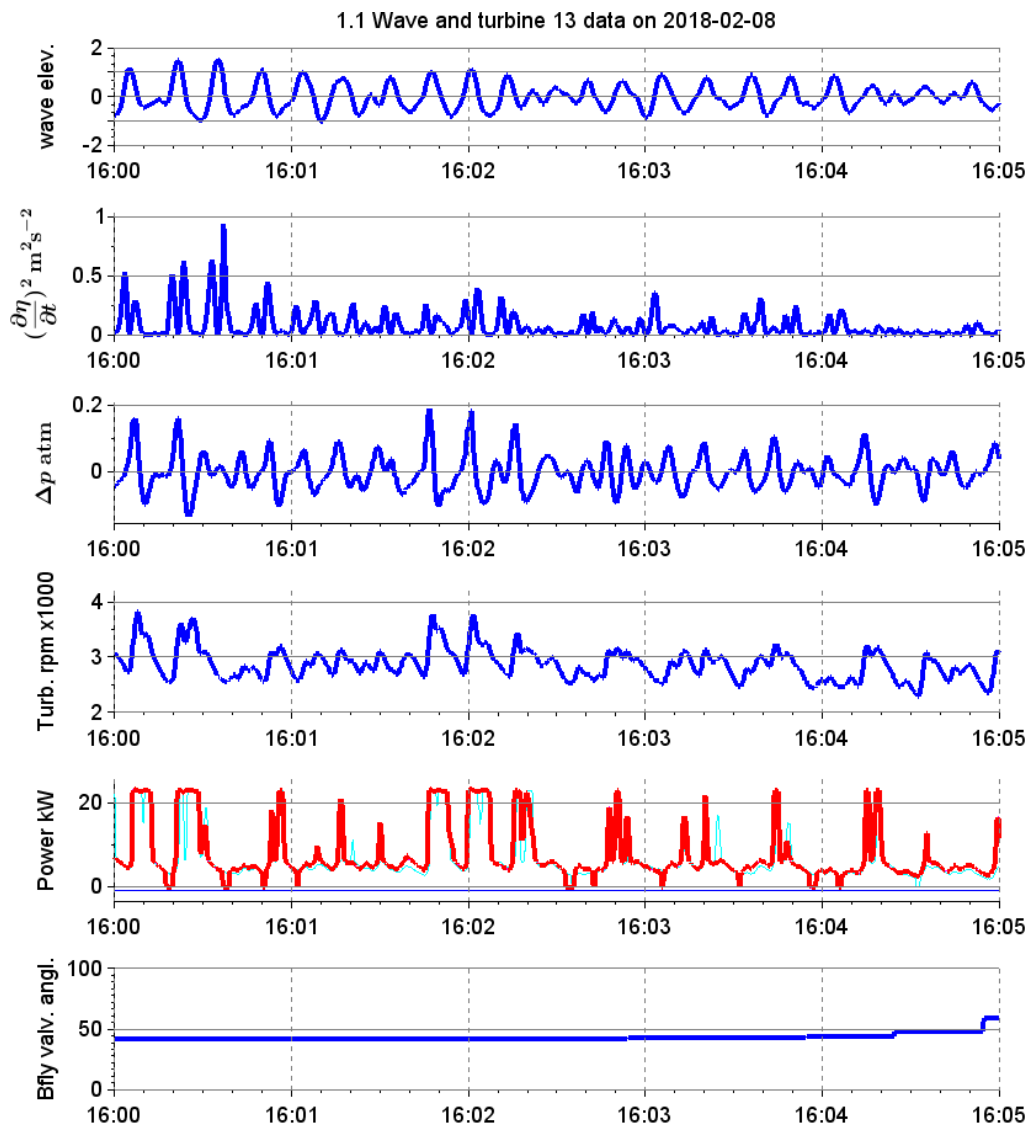 1.1 Wave and turbine 13 data on 2018-02-08
wave elev.
2
0
-2
16:00 16:01 16:02 16:03 16:04 16:05
(∂η/∂t)² m²s⁻²
1
0.5
0
16:00 16:01 16:02 16:03 16:04 16:05
Δp atm
0.2
0
16:00 16:01 16:02 16:03 16:04 16:05
Turb. rpm x1000
4
3
2
16:00 16:01 16:02 16:03 16:04 16:05
Power kW
20
0
16:00 16:01 16:02 16:03 16:04 16:05
Bfly valv. angl.
100
50
0
16:00 16:01 16:02 16:03 16:04 16:05